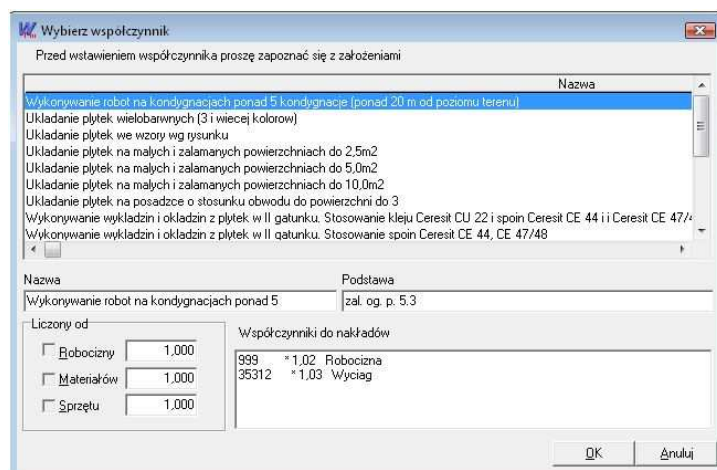 Wybierz współczynnik
Przed wstawieniem współczynnika proszę zapoznać się z założeniami
Nazwa
Wykonywanie robot na kondygnacjach ponad 5 kondygnacje (ponad 20 m od poziomu terenu)
Ukladanie plytek wielobarwnych (3 i wiecej kolorow)
Ukladanie plytek we wzory wg rysunku
Ukladanie plytek na malych i zalamanych powierzchniach do 2,5m2
Ukladanie plytek na malych i zalamanych powierzchniach do 5,0m2
Ukladanie plytek na malych i zalamanych powierzchniach do 10,0m2
Ukladanie plytek na posadzce o stosunku obwodu do powierzchni do 3
Wykonywanie wykladzin i okladzin z plytek w II gatunku. Stosowanie kleju Ceresit CU 22 i spoin Ceresit CE 44 i i Ceresit CE 47/4
Wykonywanie wykladzin i okladzin z plytek w II gatunku. Stosowanie spoin Ceresit CE 44, CE 47/48
Nazwa Podstawa
Wykonywanie robot na kondygnacjach ponad 5 zal. og. p. 5.3
Liczony od Współczynniki do nakładów
Robocizny 1,000
Materiałów 1,000
Sprzętu 1,000
999 *1,02 Robocizna
35312 *1,03 Wyciag
OK Anuluj